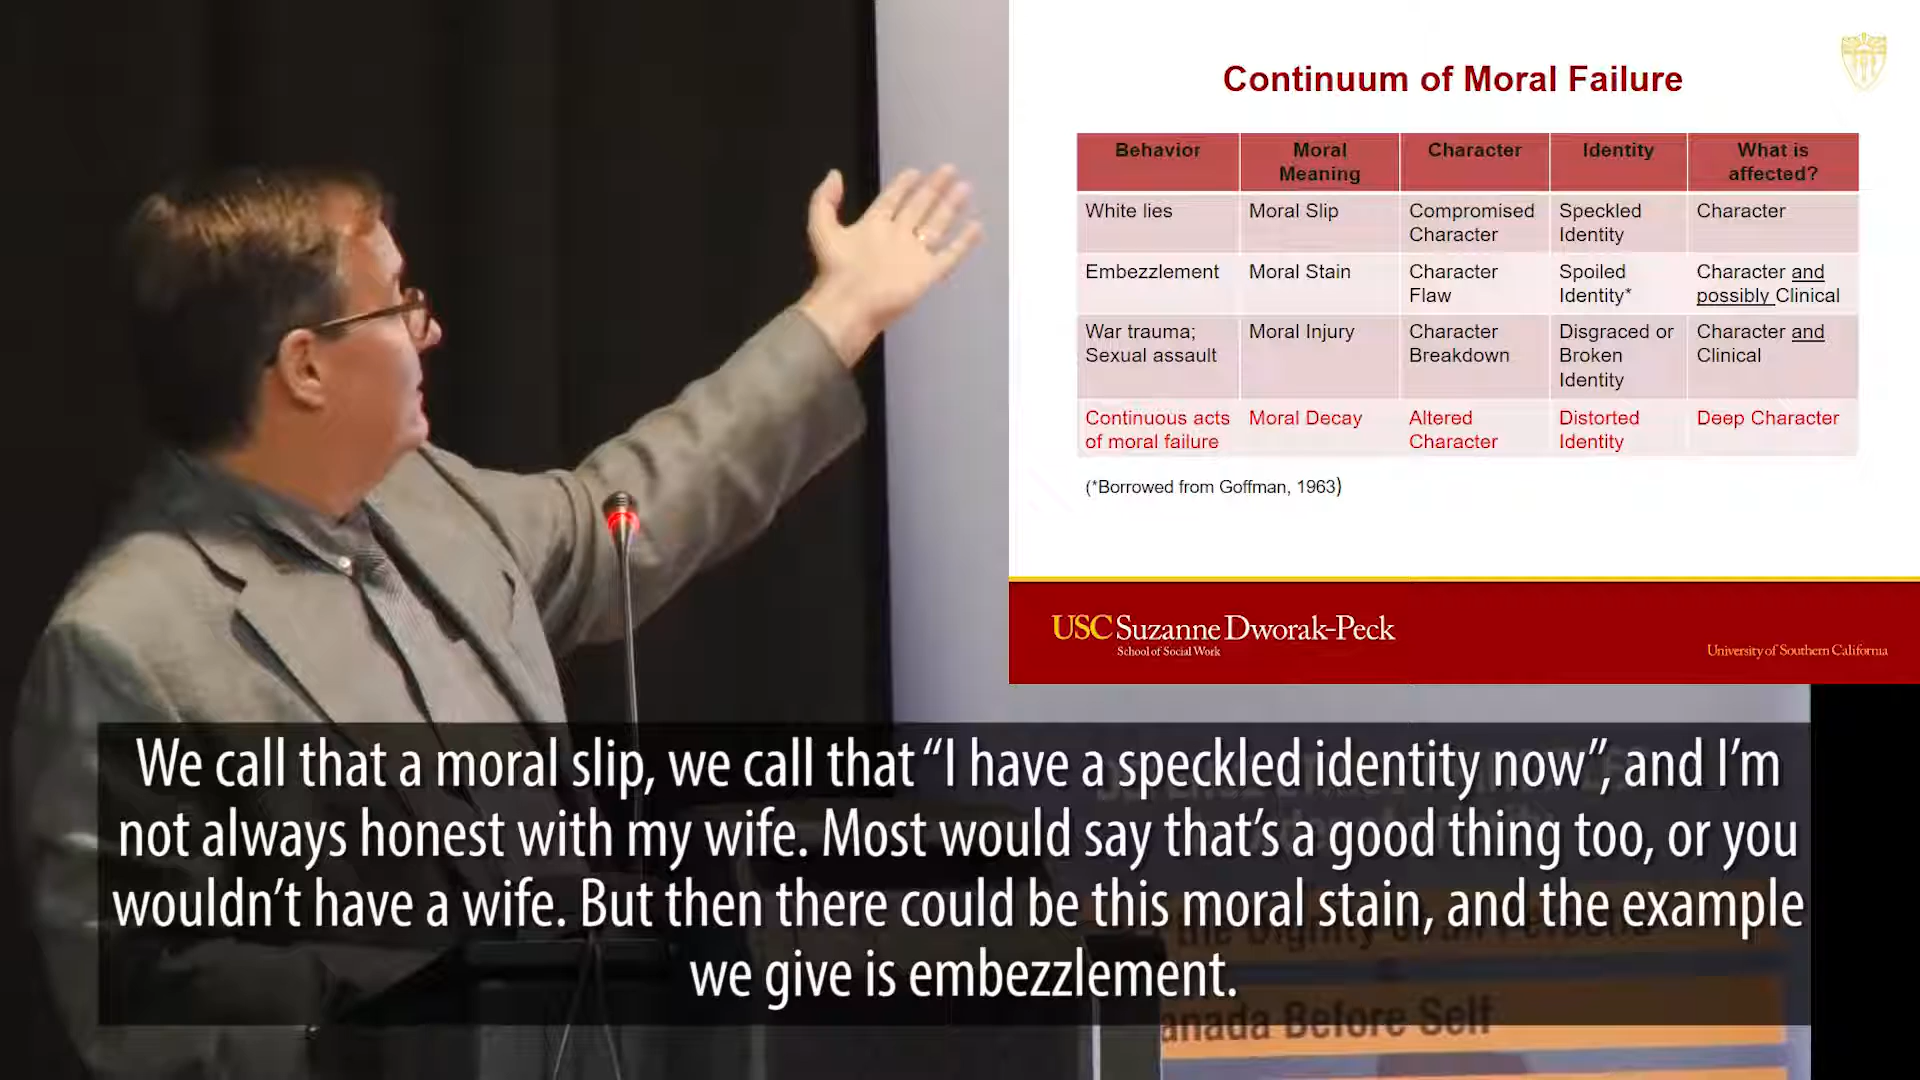 Continuum of Moral Failure
Behavior
Moral
Meaning
Character
Identity
What is
affected?
White lies
Moral Slip
Compromised
Character
Speckled
Identity
Character
Embezzlement
Moral Stain
Character
Flaw
Spoiled
Identity*
Character and
possibly Clinical
War trauma;
Sexual assault
Moral Injury
Character
Breakdown
Disgraced or
Broken
Identity
Character and
Clinical
Continuous acts
of moral failure
Moral Decay
Altered
Character
Distorted
Identity
Deep Character
(*Borrowed from Goffman, 1963)
USC Suzanne Dworak-Peck
School of Social Work
University of Southern California
We call that a moral slip, we call that “I have a speckled identity now”, and I’m
not always honest with my wife. Most would say that’s a good thing too, or you
wouldn’t have a wife. But then there could be this moral stain, and the example
we give is embezzlement.
Before Self